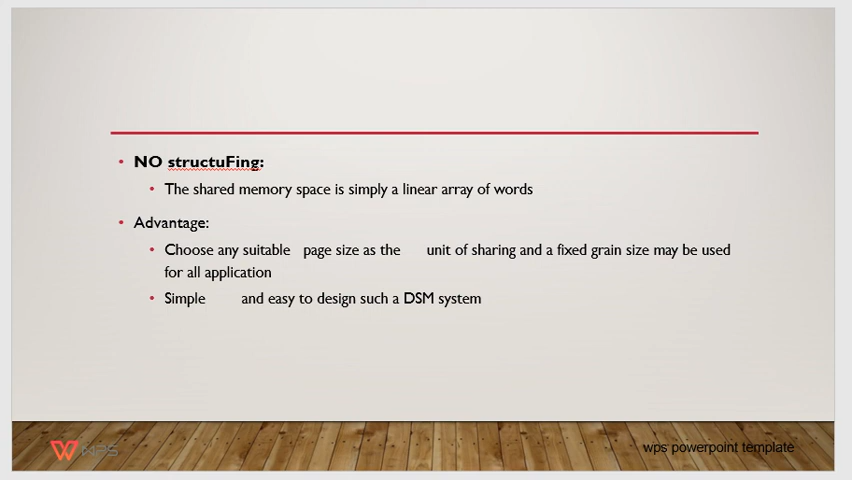 NO structuFing:
The shared memory space is simply a linear array of words
Advantage:
Choose any suitable page size as the unit of sharing and a fixed grain size may be used
for all application
Simple and easy to design such a DSM system
WPS
wps powerpoint template